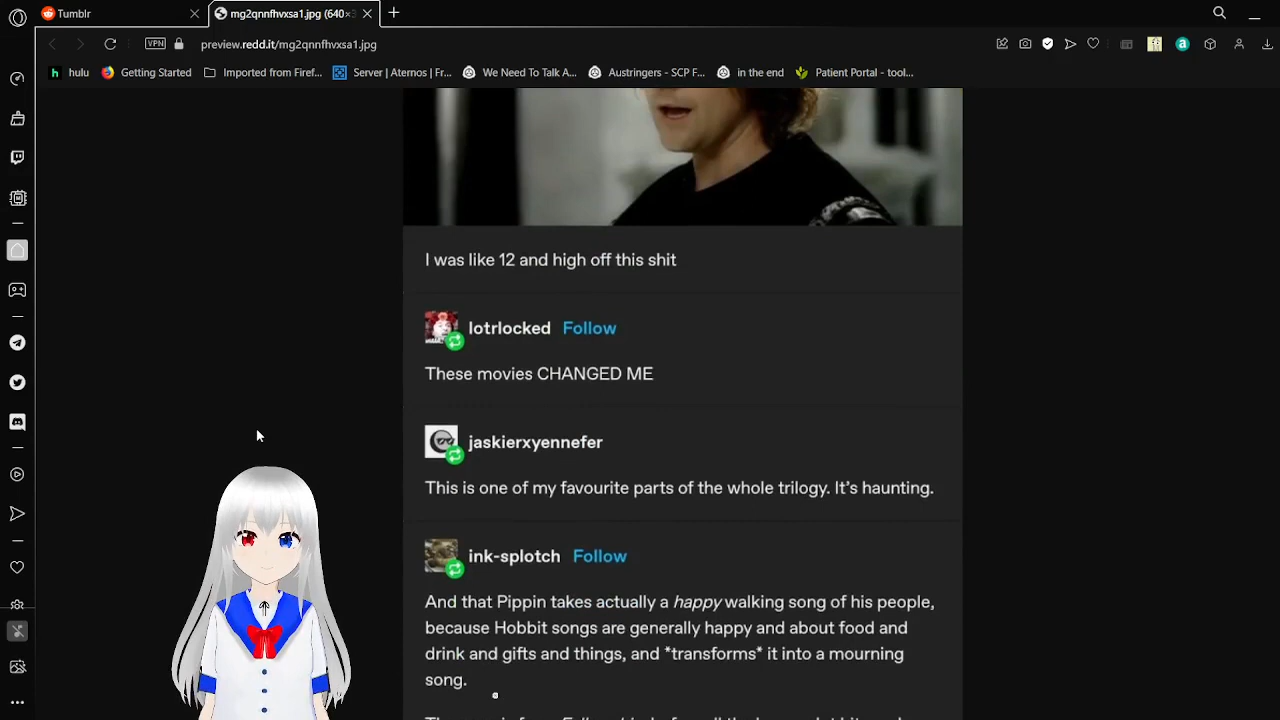 Tumblr
mg2qnnfhvxsa1.jpg (640×3
VPN
preview.redd.it/mg2qnnfhvxsa1.jpg
h hulu
Getting Started
Imported from Firef...
Server | Aternos | Fr...
We Need To Talk A...
Austringers - SCP F...
in the end
Patient Portal - tool...
I was like 12 and high off this shit
lotrlocked Follow
These movies CHANGED ME
jaskierxyennefer
This is one of my favourite parts of the whole trilogy. It's haunting.
ink-splotch Follow
And that Pippin takes actually a happy walking song of his people,
because Hobbit songs are generally happy and about food and
drink and gifts and things, and *transforms* it into a mourning
song.